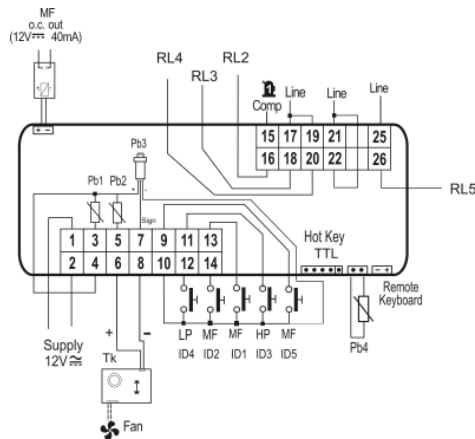 MF
o.c. out
(12V⎓ 40mA)
RL4
RL3
RL2
1
Comp
Line
Line
Line
15 17 19 21 25
16 18 20 22 26
RL5
+ -
Pb3
+ -
Pb1 Pb2
Sign
1 3 5 7 9 11 13
2 4 6 8 10 12 14
Hot Key
TTL
- +
Remote
Keyboard
Pb4
LP MF MF HP MF
ID4 ID2 ID1 ID3 ID5
Supply
12V≂
+ -
Tk
Fan